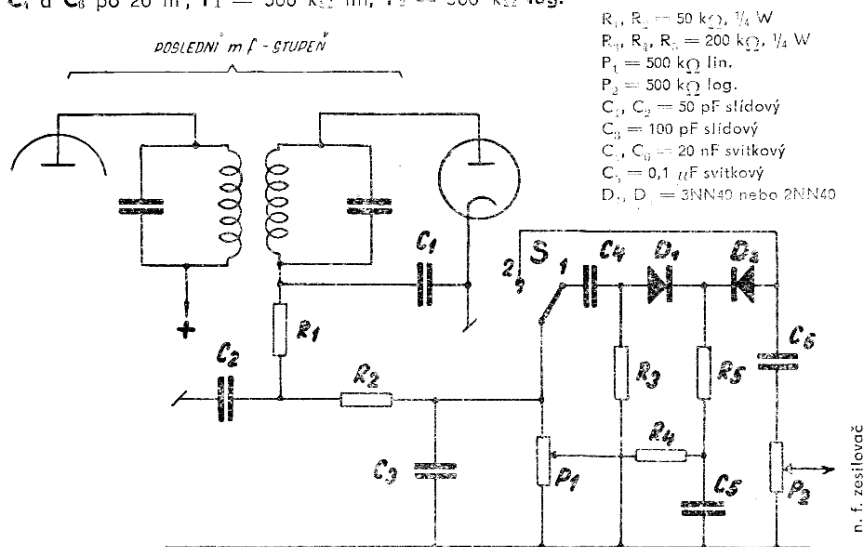 C₄ a C₆ po 20 nF, P₁ = 500 kΩ lin, P₂ = 500 kΩ log.
R₁, R₂ = 50 kΩ, ¼ W
R₃, R₄, R₅ = 200 kΩ, ¼ W
P₁ = 500 kΩ lin.
P₂ = 500 kΩ log.
C₁, C₂ = 50 pF slídový
C₃ = 100 pF slídový
C₄, C₆ = 20 nF svitkový
C₅ = 0,1 μF svitkový
D₁, D₂ = 3NN40 nebo 2NN40
POSLEDNÍ mf-STUPEŇ
+
C1
R1
C2
R2
C3
2
S
1
C4
D1
D2
C6
R3
R5
R4
P1
C5
P2
n. f. zesilovač